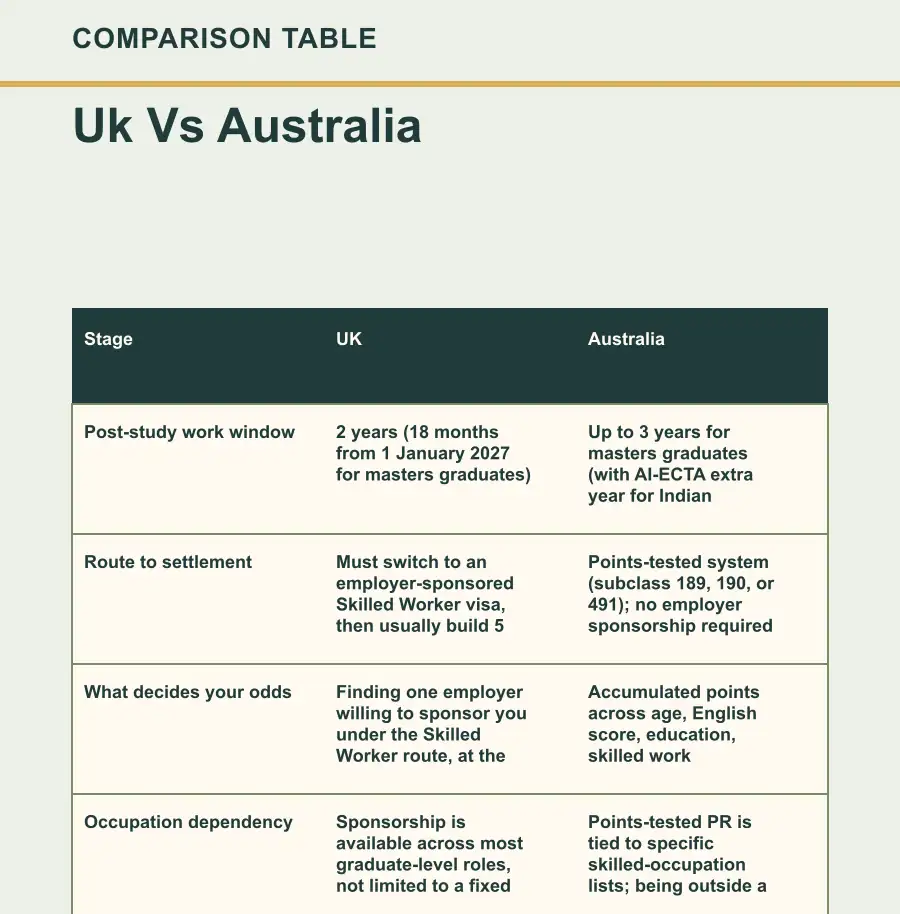 COMPARISON TABLE
Uk Vs Australia
Stage
UK
Australia
Post-study work window
2 years (18 months
from 1 January 2027
for masters graduates)
Up to 3 years for
masters graduates
(with AI-ECTA extra
year for Indian
Route to settlement
Must switch to an
employer-sponsored
Skilled Worker visa,
then usually build 5
Points-tested system
(subclass 189, 190, or
491); no employer
sponsorship required
What decides your odds
Finding one employer
willing to sponsor you
under the Skilled
Worker route, at the
Accumulated points
across age, English
score, education,
skilled work
Occupation dependency
Sponsorship is
available across most
graduate-level roles,
not limited to a fixed
Points-tested PR is
tied to specific
skilled-occupation
lists; being outside a